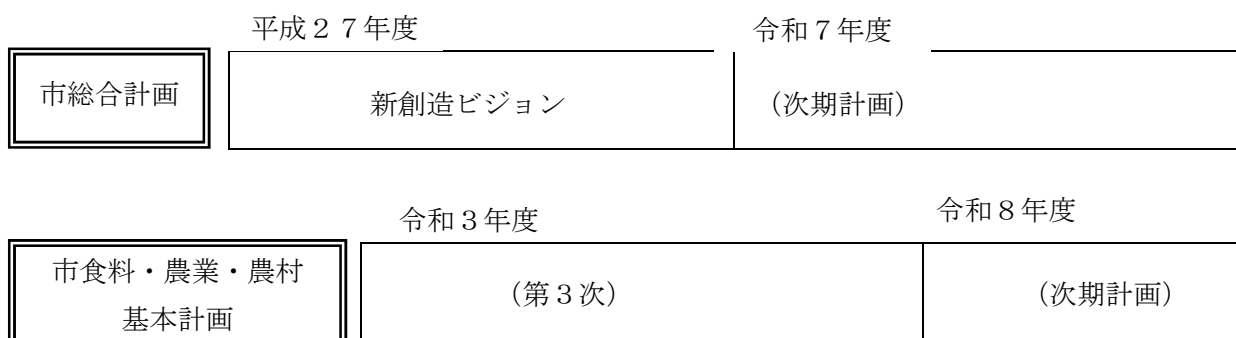 平成２７年度
令和７年度
市総合計画
新創造ビジョン
（次期計画）
令和３年度
令和８年度
市食料・農業・農村
基本計画
（第３次）
（次期計画）